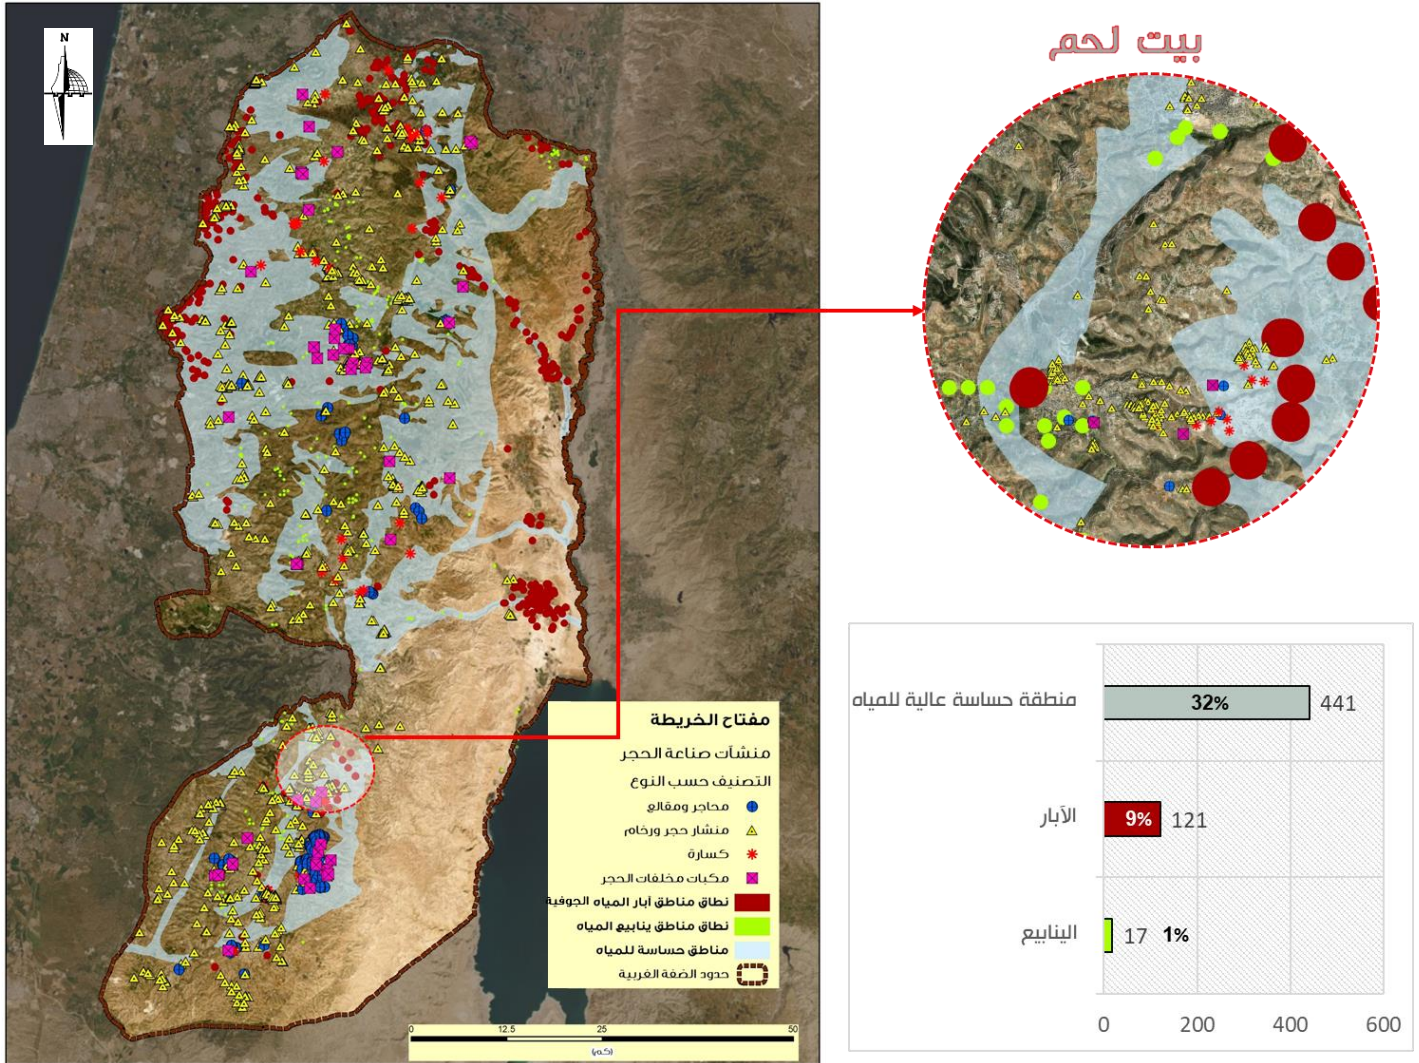 N
بيت لحم
مفتاح الخريطة
منشآت صناعة الحجر
التصنيف حسب النوع
محاجر ومقالع
منشار حجر ورخام
كسارة
مكبات مخلفات الحجر
نطاق مناطق آبار المياه الجوفية
نطاق مناطق ينابيع المياه
مناطق حساسة للمياه
حدود الضفة الغربية
0 12.5 25 50
(كم)
منطقة حساسة عالية للمياه 32% 441
الآبار 9% 121
الينابيع 17 1%
0 200 400 600